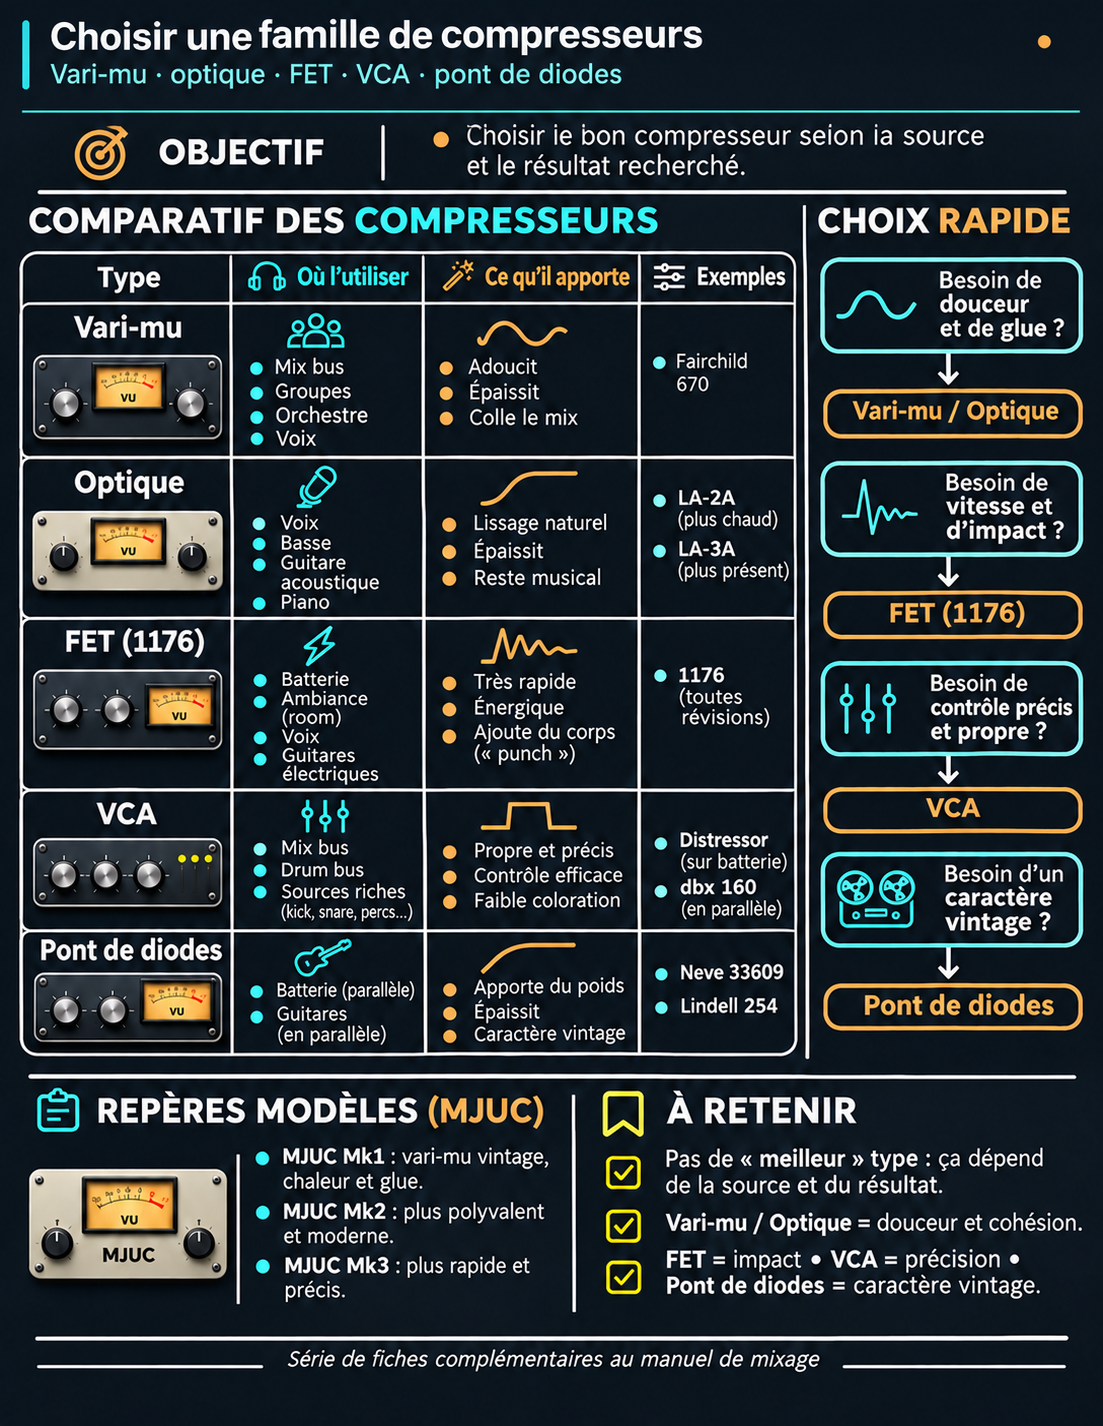 Choisir une famille de compresseurs
Vari-mu · optique · FET · VCA · pont de diodes
OBJECTIF
Choisir le bon compresseur selon la source
et le résultat recherché.
COMPARATIF DES COMPRESSEURS
Type
Où l'utiliser
Ce qu'il apporte
Exemples
Vari-mu
VU
Mix bus
Groupes
Orchestre
Voix
Adoucit
Épaissit
Colle le mix
Fairchild
670
Optique
VU
Voix
Basse
Guitare
acoustique
Piano
Lissage naturel
Épaissit
Reste musical
LA-2A
(plus chaud)
LA-3A
(plus présent)
FET (1176)
VU
Batterie
Ambiance
(room)
Voix
Guitares
électriques
Très rapide
Énergique
Ajoute du corps
(« punch »)
1176
(toutes
révisions)
VCA
Mix bus
Drum bus
Sources riches
(kick, snare, percs...)
Propre et précis
Contrôle efficace
Faible coloration
Distressor
(sur batterie)
dbx 160
(en parallèle)
Pont de diodes
VU
Batterie (parallèle)
Guitares
(en parallèle)
Apporte du poids
Épaissit
Caractère vintage
Neve 33609
Lindell 254
CHOIX RAPIDE
Besoin de
douceur
et de glue ?
Vari-mu / Optique
Besoin de
vitesse et
d'impact ?
FET (1176)
Besoin de
contrôle précis
et propre ?
VCA
Besoin d'un
caractère
vintage ?
Pont de diodes
REPÈRES MODÈLES (MJUC)
VU
MJUC
MJUC Mk1 : vari-mu vintage,
chaleur et glue.
MJUC Mk2 : plus polyvalent
et moderne.
MJUC Mk3 : plus rapide et
précis.
À RETENIR
Pas de « meilleur » type : ça dépend
de la source et du résultat.
Vari-mu / Optique = douceur et cohésion.
FET = impact • VCA = précision •
Pont de diodes = caractère vintage.
Série de fiches complémentaires au manuel de mixage